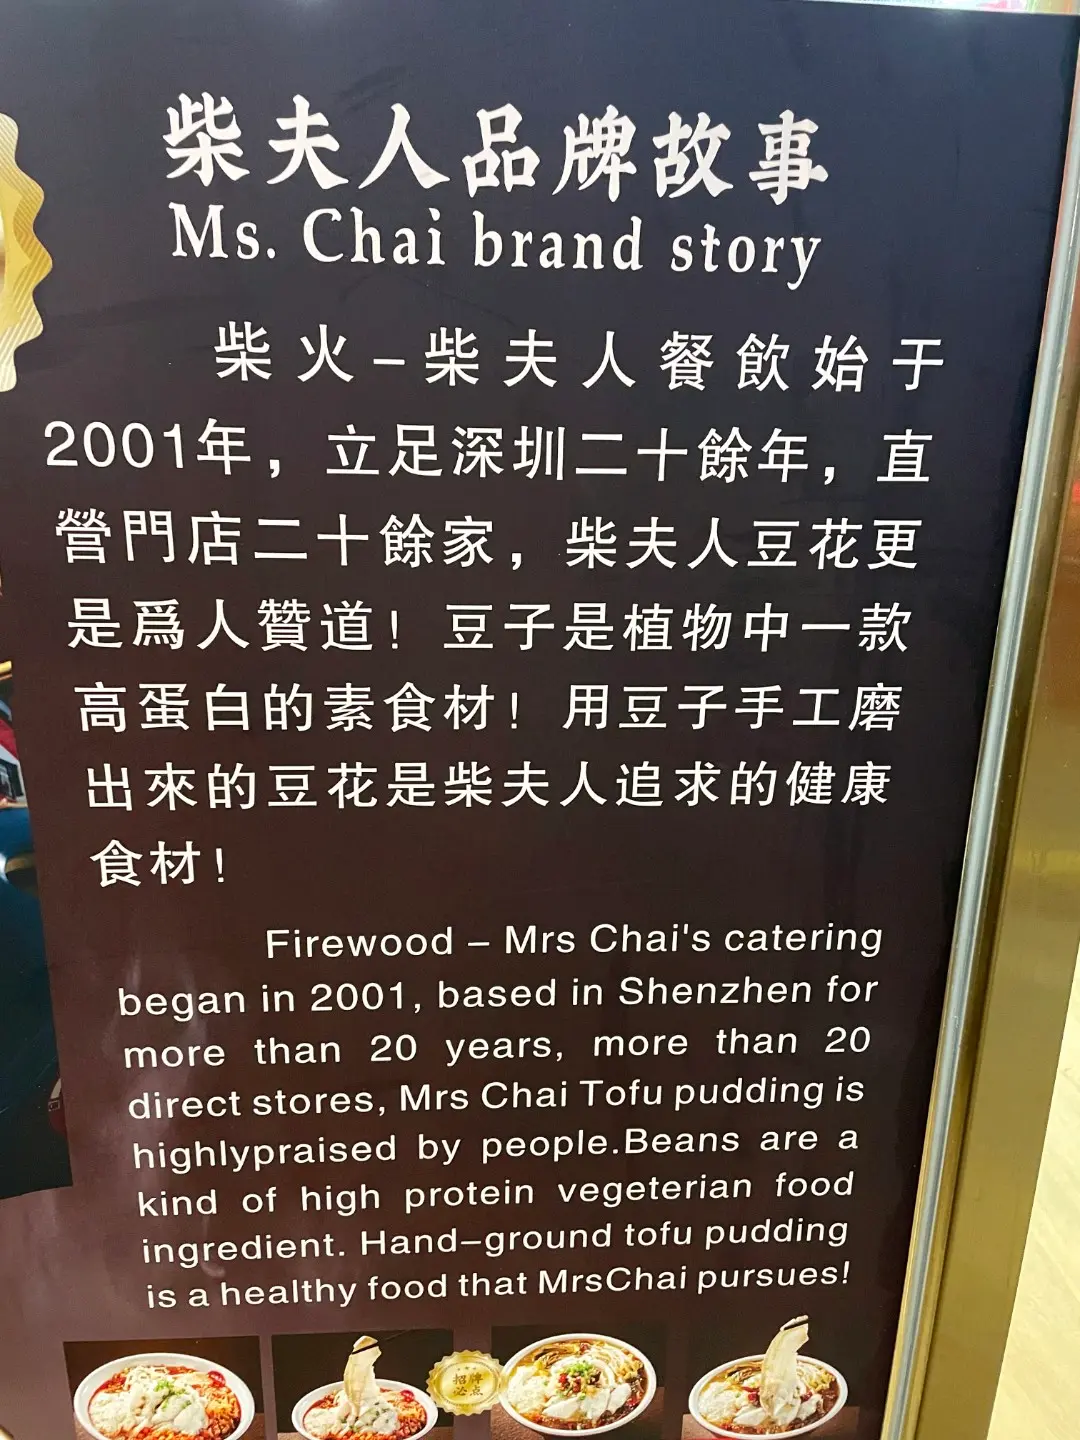 柴夫人品牌故事
Ms. Chai brand story
柴火-柴夫人餐飲始于
2001年，立足深圳二十餘年，直
營門店二十餘家，柴夫人豆花更
是爲人贊道！豆子是植物中一款
高蛋白的素食材！用豆子手工磨
出來的豆花是柴夫人追求的健康
食材！
Firewood – Mrs Chai's catering
began in 2001, based in Shenzhen for
more than 20 years, more than 20
direct stores, Mrs Chai Tofu pudding is
highlypraised by people.Beans are a
kind of high protein vegeterian food
ingredient. Hand–ground tofu pudding
is a healthy food that MrsChai pursues!
招牌
必点